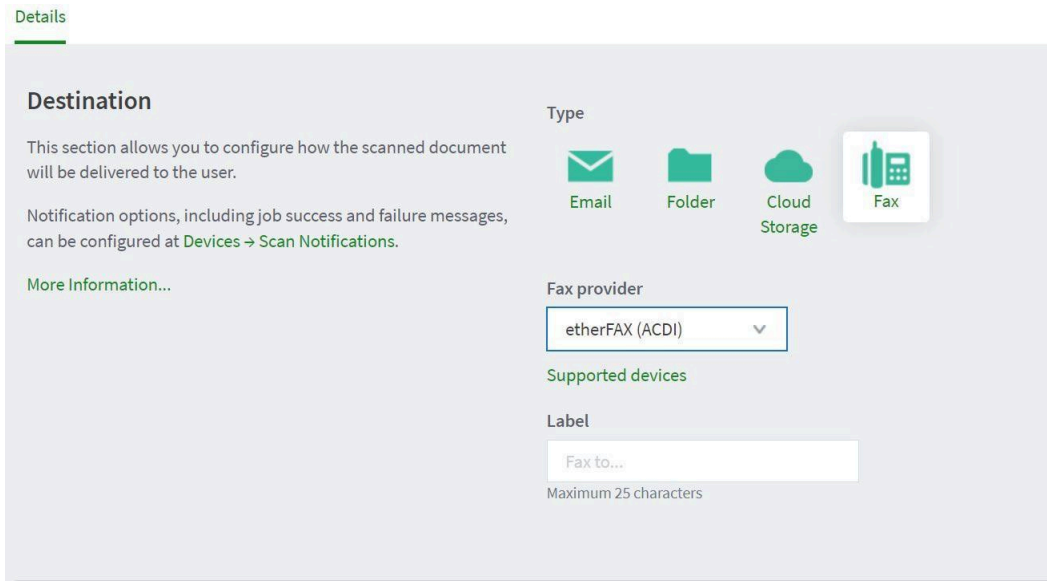 Details
Destination
This section allows you to configure how the scanned document
will be delivered to the user.
Notification options, including job success and failure messages,
can be configured at Devices → Scan Notifications.
More Information...
Type
Email
Folder
Cloud
Storage
Fax
Fax provider
etherFAX (ACDI)
Supported devices
Label
Fax to...
Maximum 25 characters